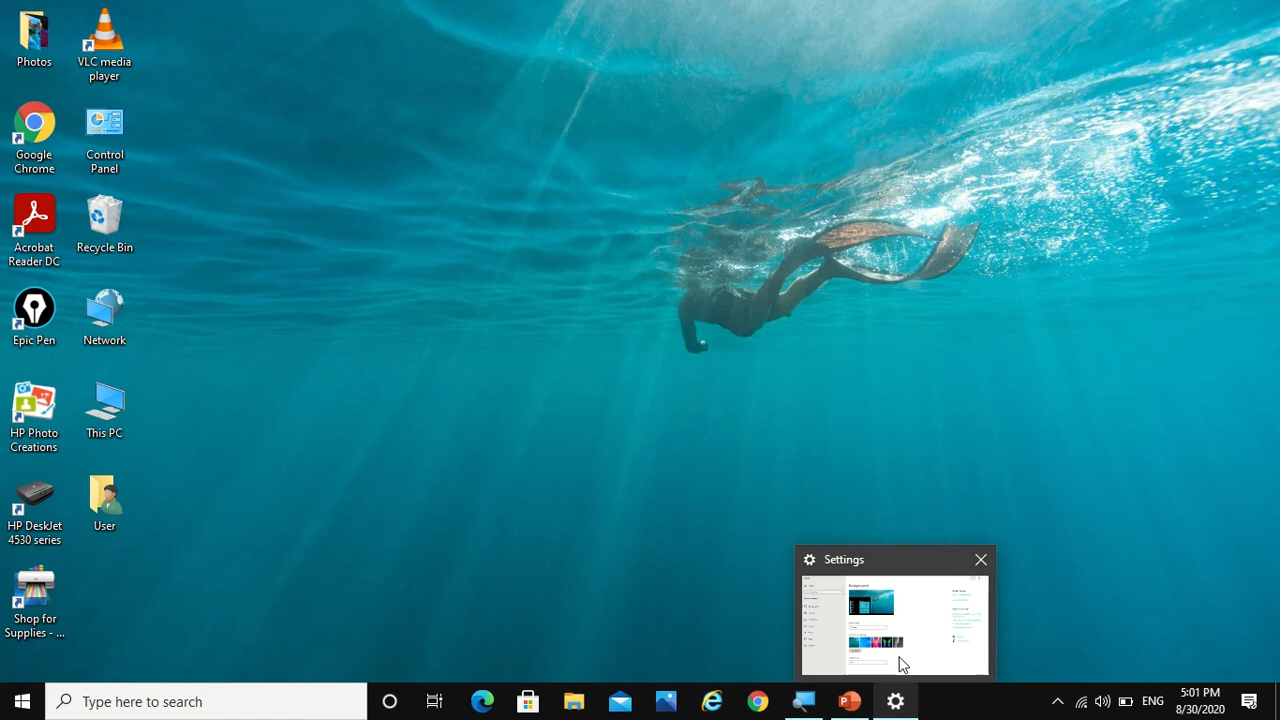 Photos
VLC media
player
Google
Chrome
Control
Panel
Acrobat
Reader DC
Recycle Bin
Epic Pen
Network
HP Photo
Creations
This PC
HP DeskJet
4530 series
User
Shop for
Supplies - ...
Settings
Background
Type here to search
ENG
5:01 PM
8/30/2020